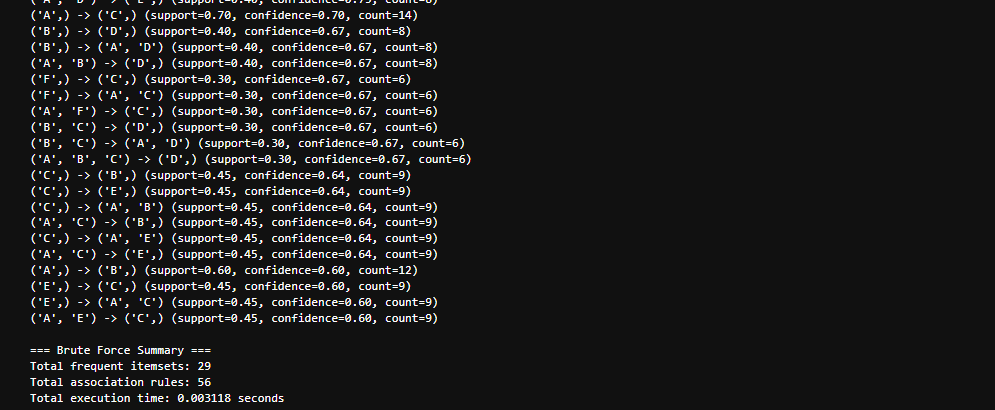 ('A', 'D') -> ('E',) (support=0.40, confidence=0.73, count=8)
('A',) -> ('C',) (support=0.70, confidence=0.70, count=14)
('B',) -> ('D',) (support=0.40, confidence=0.67, count=8)
('B',) -> ('A', 'D') (support=0.40, confidence=0.67, count=8)
('A', 'B') -> ('D',) (support=0.40, confidence=0.67, count=8)
('F',) -> ('C',) (support=0.30, confidence=0.67, count=6)
('F',) -> ('A', 'C') (support=0.30, confidence=0.67, count=6)
('A', 'F') -> ('C',) (support=0.30, confidence=0.67, count=6)
('B', 'C') -> ('D',) (support=0.30, confidence=0.67, count=6)
('B', 'C') -> ('A', 'D') (support=0.30, confidence=0.67, count=6)
('A', 'B', 'C') -> ('D',) (support=0.30, confidence=0.67, count=6)
('C',) -> ('B',) (support=0.45, confidence=0.64, count=9)
('C',) -> ('E',) (support=0.45, confidence=0.64, count=9)
('C',) -> ('A', 'B') (support=0.45, confidence=0.64, count=9)
('A', 'C') -> ('B',) (support=0.45, confidence=0.64, count=9)
('C',) -> ('A', 'E') (support=0.45, confidence=0.64, count=9)
('A', 'C') -> ('E',) (support=0.45, confidence=0.64, count=9)
('A',) -> ('B',) (support=0.60, confidence=0.60, count=12)
('E',) -> ('C',) (support=0.45, confidence=0.60, count=9)
('E',) -> ('A', 'C') (support=0.45, confidence=0.60, count=9)
('A', 'E') -> ('C',) (support=0.45, confidence=0.60, count=9)
=== Brute Force Summary ===
Total frequent itemsets: 29
Total association rules: 56
Total execution time: 0.003118 seconds